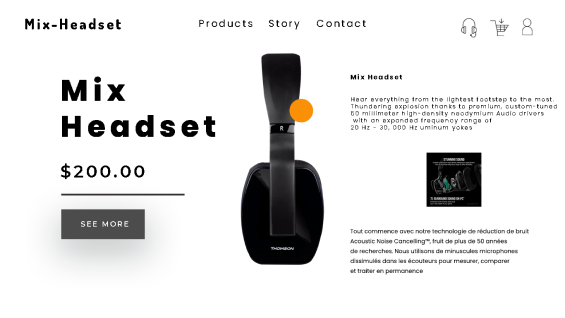 Mix-Headset
Products Story Contact
Mix
Headset
$200.00
SEE MORE
R
THOMSON
Mix Headset
Hear everything from the lightest footstep to the most.
Thundering explosion thanks to premium, custom-tuned
50 millimeter high-density neodymium Audio drivers
with an expanded frequency range of
20 Hz - 30, 000 Hz uminum yokes
Tout commence avec notre technologie de réduction de bruit
Acoustic Noise Cancelling™, fruit de plus de 50 années
de recherches. Nous utilisons de minuscules microphones
dissimulés dans les écouteurs pour mesurer, comparer
et traiter en permanence